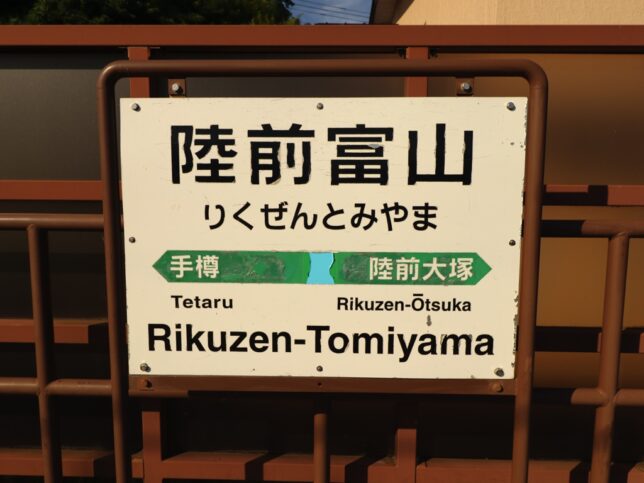 陸前富山
りくぜんとみやま
手樽 陸前大塚
Tetaru Rikuzen-Ōtsuka
Rikuzen-Tomiyama